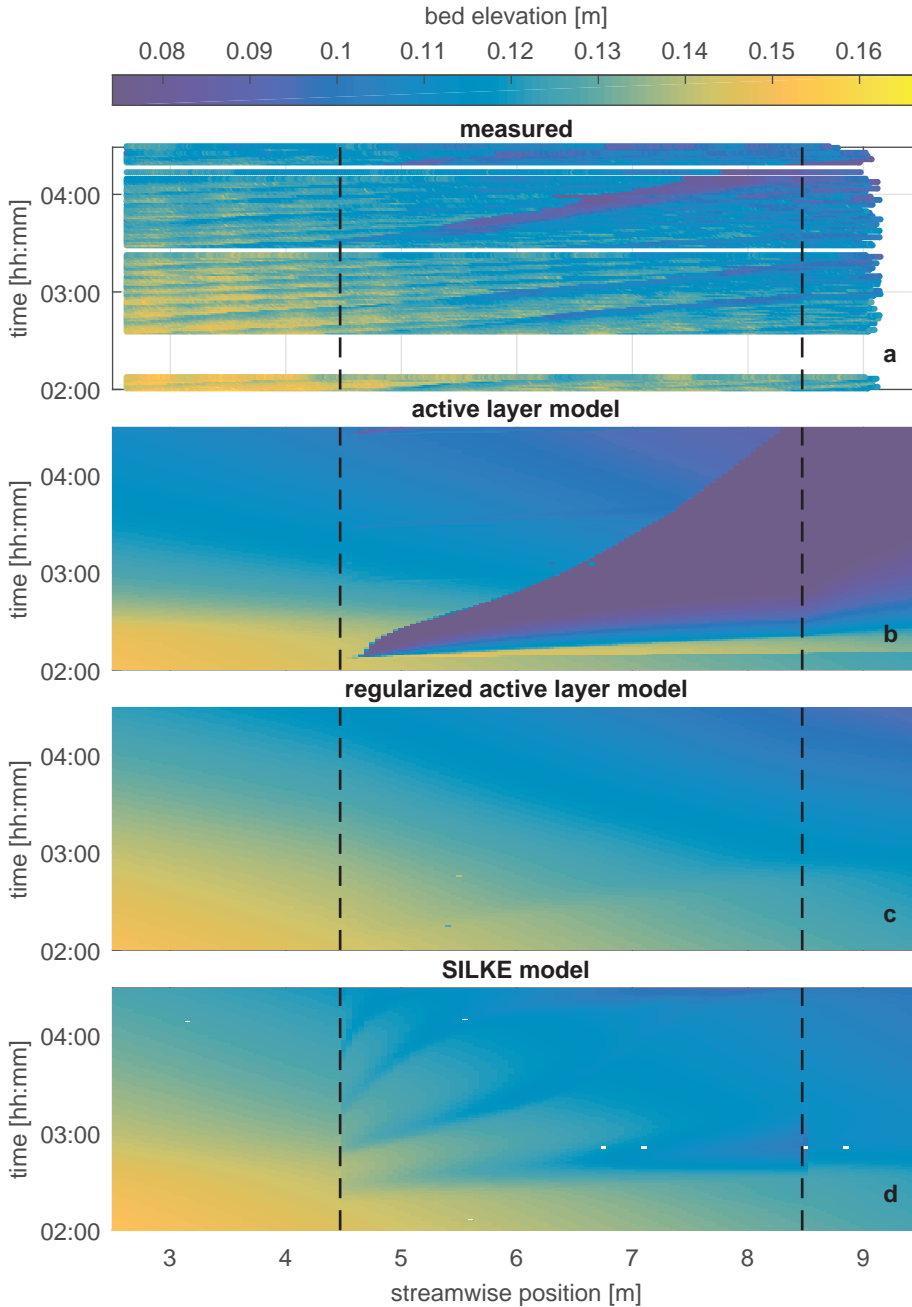 bed elevation [m]
0.08 0.09 0.1 0.11 0.12 0.13 0.14 0.15 0.16
measured
time [hh:mm]
04:00
03:00
02:00
a
active layer model
time [hh:mm]
04:00
03:00
02:00
b
regularized active layer model
time [hh:mm]
04:00
03:00
02:00
c
SILKE model
time [hh:mm]
04:00
03:00
02:00
d
3 4 5 6 7 8 9
streamwise position [m]